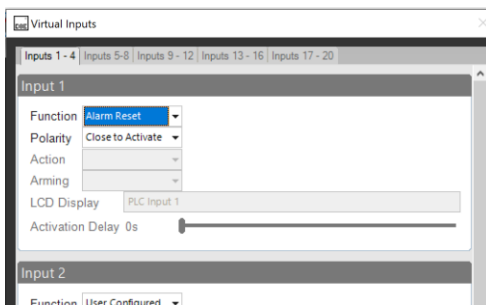 DSE Virtual Inputs
Inputs 1 - 4 Inputs 5-8 Inputs 9 - 12 Inputs 13 - 16 Inputs 17 - 20
Input 1
Function Alarm Reset
Polarity Close to Activate
Action
Arming
LCD Display PLC Input 1
Activation Delay 0s
Input 2
Function User Configured